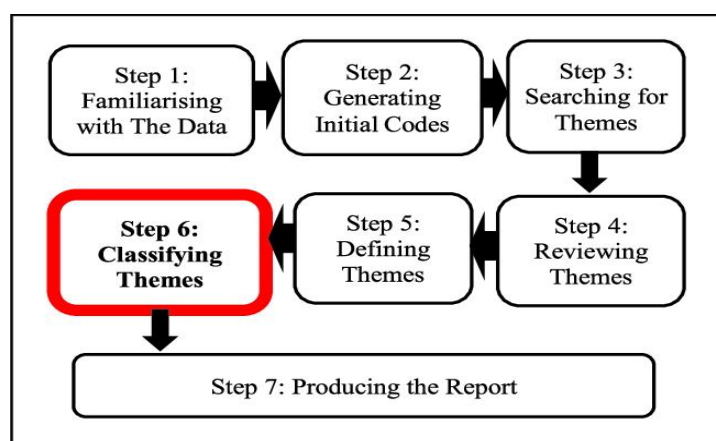 Step 1:
Familiarising
with The Data
Step 2:
Generating
Initial Codes
Step 3:
Searching for
Themes
Step 4:
Reviewing
Themes
Step 5:
Defining
Themes
Step 6:
Classifying
Themes
Step 7: Producing the Report